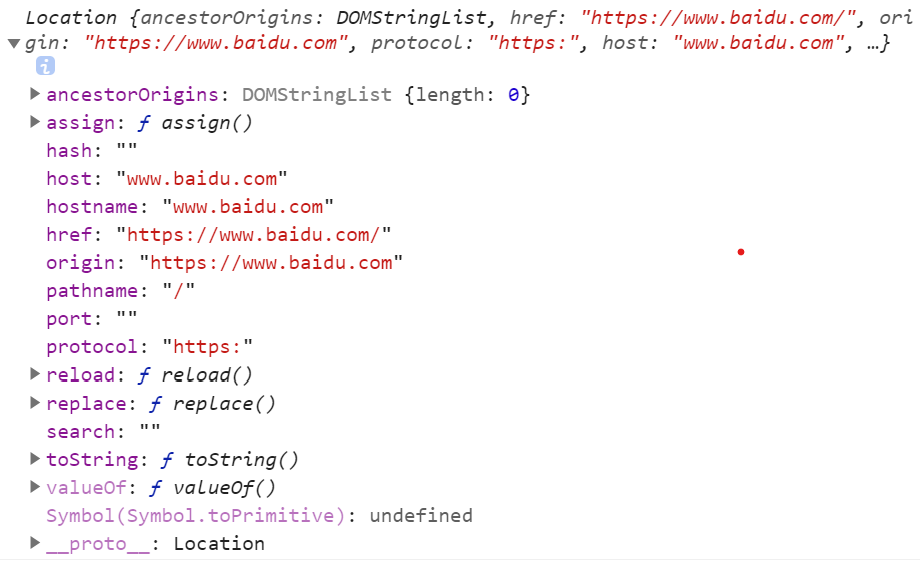 Location {ancestorOrigins: DOMStringList, href: "https://www.baidu.com/", ori
gin: "https://www.baidu.com", protocol: "https:", host: "www.baidu.com", …}
i
ancestorOrigins: DOMStringList {length: 0}
assign: ƒ assign()
hash: ""
host: "www.baidu.com"
hostname: "www.baidu.com"
href: "https://www.baidu.com/"
origin: "https://www.baidu.com"
pathname: "/"
port: ""
protocol: "https:"
reload: ƒ reload()
replace: ƒ replace()
search: ""
toString: ƒ toString()
valueOf: ƒ valueOf()
Symbol(Symbol.toPrimitive): undefined
__proto__: Location